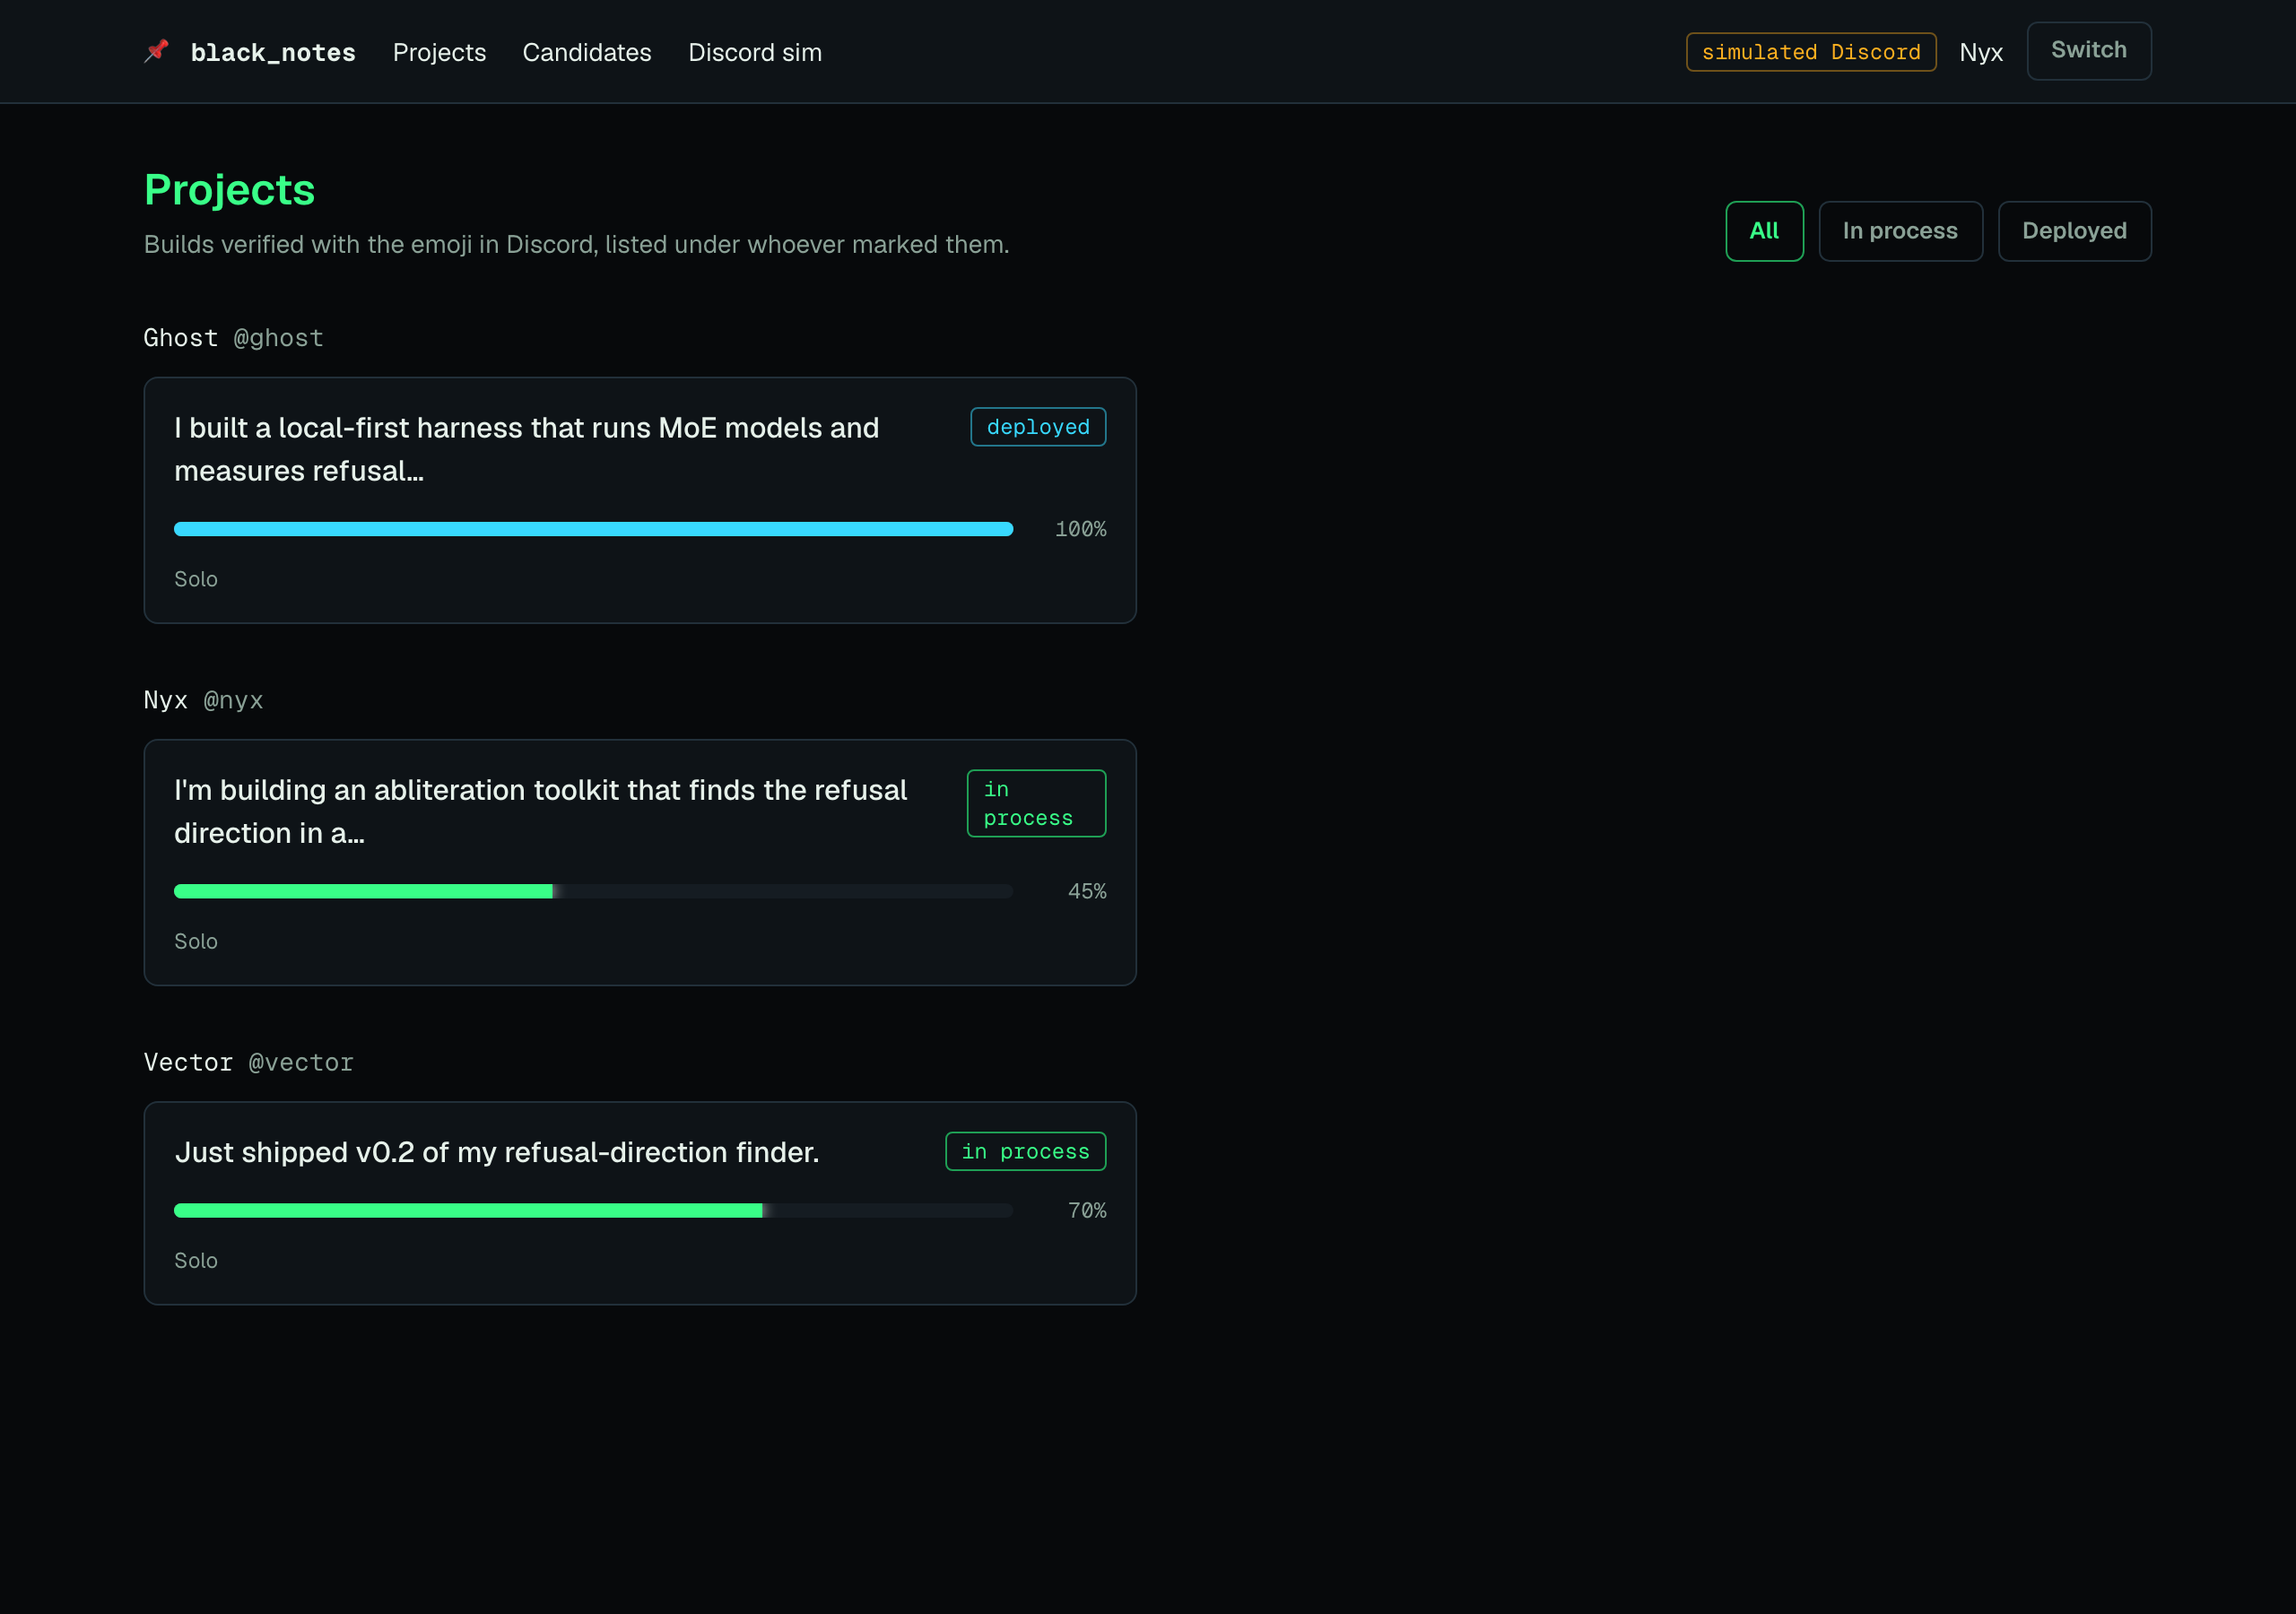 black_notes Projects Candidates Discord sim simulated Discord Nyx Switch
Projects
Builds verified with the emoji in Discord, listed under whoever marked them.
All In process Deployed
Ghost @ghost
I built a local-first harness that runs MoE models and
measures refusal…
deployed
100%
Solo
Nyx @nyx
I'm building an abliteration toolkit that finds the refusal
direction in a…
in
process
45%
Solo
Vector @vector
Just shipped v0.2 of my refusal-direction finder.
in process
70%
Solo